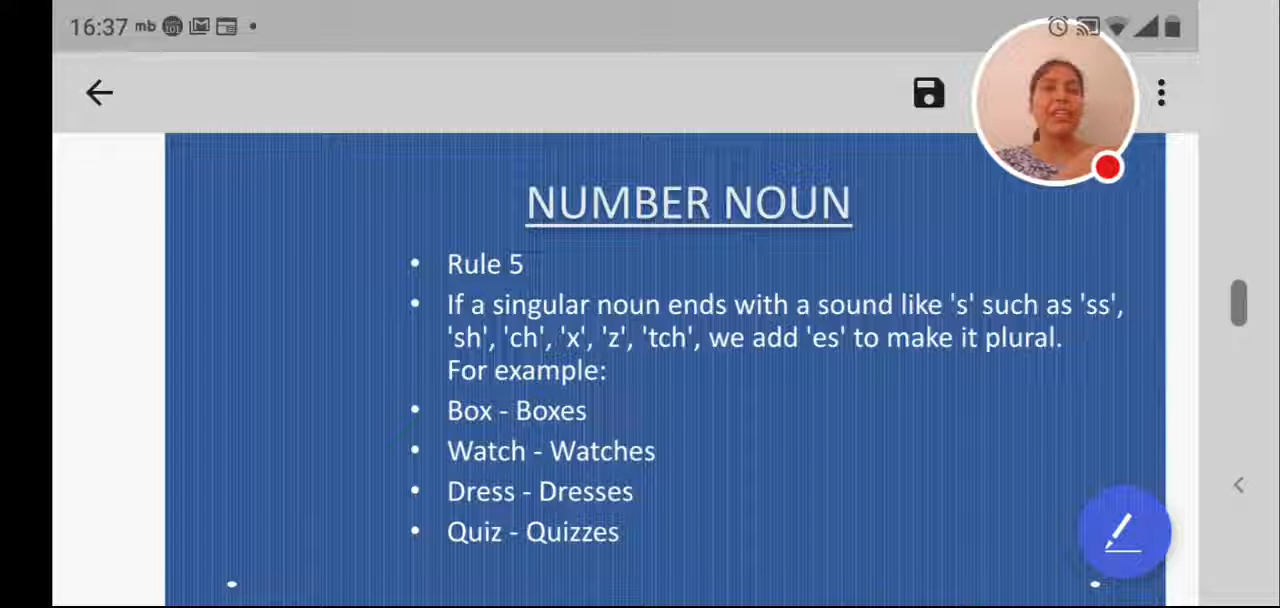 16:37 mb
NUMBER NOUN
• Rule 5
• If a singular noun ends with a sound like 's' such as 'ss',
'sh', 'ch', 'x', 'z', 'tch', we add 'es' to make it plural.
For example:
• Box - Boxes
• Watch - Watches
• Dress - Dresses
• Quiz - Quizzes